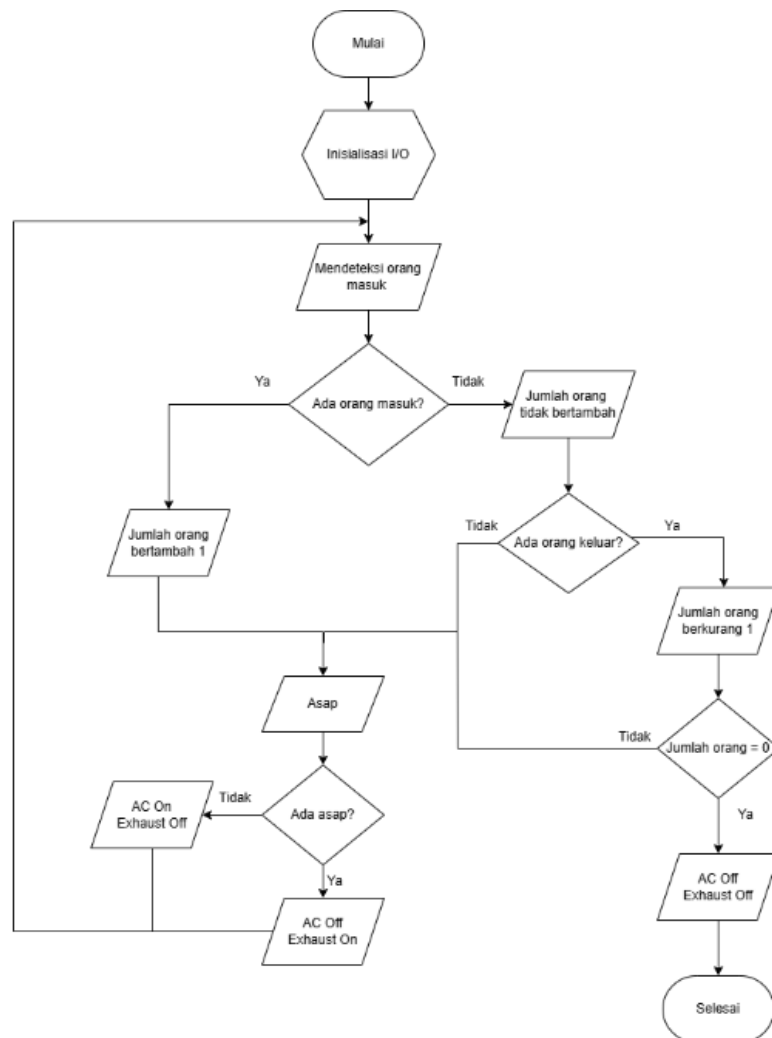 Mulai
Inisialisasi I/O
Mendeteksi orang
masuk
Ya
Tidak
Ada orang masuk?
Jumlah orang
tidak bertambah
Jumlah orang
bertambah 1
Tidak
Ya
Ada orang keluar?
Jumlah orang
berkurang 1
Asap
Tidak
Jumlah orang = 0
Ada asap?
Tidak
AC On
Exhaust Off
Ya
Ya
AC Off
Exhaust On
AC Off
Exhaust Off
Selesai